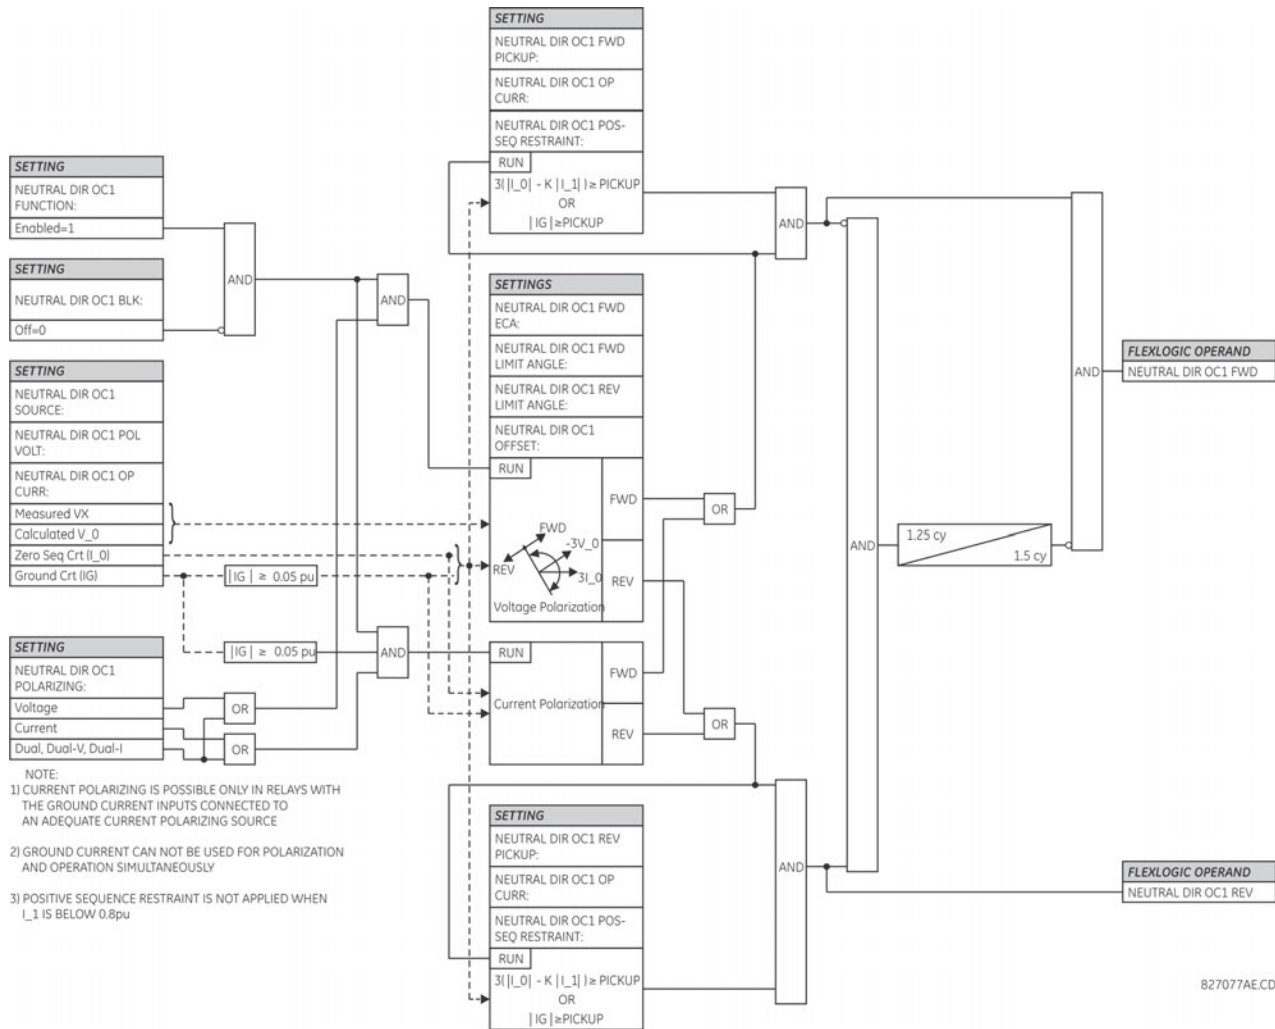 SETTING
NEUTRAL DIR OC1 FWD
PICKUP:
NEUTRAL DIR OC1 OP
CURR:
NEUTRAL DIR OC1 POS-
SEQ RESTRAINT:
RUN
3(|I_0| - K |I_1|) ≥ PICKUP
OR
|IG| ≥PICKUP
AND
SETTING
NEUTRAL DIR OC1
FUNCTION:
Enabled=1
SETTING
NEUTRAL DIR OC1 BLK:
Off=0
AND
AND
SETTING
NEUTRAL DIR OC1
SOURCE:
NEUTRAL DIR OC1 POL
VOLT:
NEUTRAL DIR OC1 OP
CURR:
Measured VX
Calculated V_0
Zero Seq Crt (I_0)
Ground Crt (IG)
|IG| ≥ 0.05 pu
|IG| ≥ 0.05 pu
AND
SETTING
NEUTRAL DIR OC1
POLARIZING:
Voltage
Current
Dual, Dual-V, Dual-I
OR
OR
SETTINGS
NEUTRAL DIR OC1 FWD
ECA:
NEUTRAL DIR OC1 FWD
LIMIT ANGLE:
NEUTRAL DIR OC1 REV
LIMIT ANGLE:
NEUTRAL DIR OC1
OFFSET:
RUN
FWD
REV
FWD
-3V_0
REV
3I_0
Voltage Polarization
OR
RUN
FWD
Current Polarization
REV
OR
SETTING
NEUTRAL DIR OC1 REV
PICKUP:
NEUTRAL DIR OC1 OP
CURR:
NEUTRAL DIR OC1 POS-
SEQ RESTRAINT:
RUN
3(|I_0| - K |I_1|) ≥ PICKUP
OR
|IG| ≥PICKUP
AND
AND
1.25 cy
1.5 cy
AND
FLEXLOGIC OPERAND
NEUTRAL DIR OC1 FWD
FLEXLOGIC OPERAND
NEUTRAL DIR OC1 REV
NOTE:
1) CURRENT POLARIZING IS POSSIBLE ONLY IN RELAYS WITH
THE GROUND CURRENT INPUTS CONNECTED TO
AN ADEQUATE CURRENT POLARIZING SOURCE
2) GROUND CURRENT CAN NOT BE USED FOR POLARIZATION
AND OPERATION SIMULTANEOUSLY
3) POSITIVE SEQUENCE RESTRAINT IS NOT APPLIED WHEN
I_1 IS BELOW 0.8pu
827077AE.CD